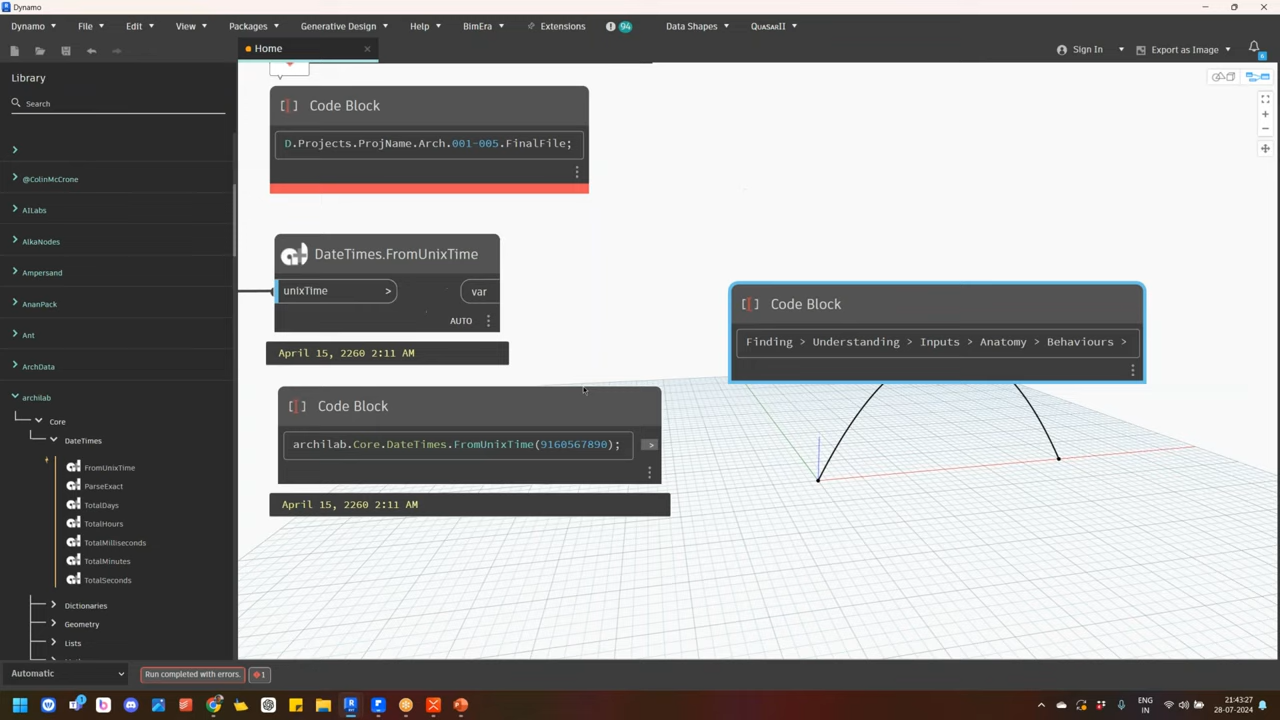 Dynamo
Dynamo File Edit View Packages Generative Design Help BimEra Extensions 94 Data Shapes QUASARII
Home Sign In Export as Image 6
Library
Search
@ColinMcCrone
AILabs
AlkaNodes
Ampersand
AnanPack
Ant
ArchData
archilab
Core
DateTimes
FromUnixTime
ParseExact
TotalDays
TotalHours
TotalMilliseconds
TotalMinutes
TotalSeconds
Dictionaries
Geometry
Lists
Code Block
D.Projects.ProjName.Arch.001-005.FinalFile;
DateTimes.FromUnixTime
unixTime > var
AUTO
April 15, 2260 2:11 AM
Code Block
archilab.Core.DateTimes.FromUnixTime(9160567890); >
April 15, 2260 2:11 AM
Code Block
Finding > Understanding > Inputs > Anatomy > Behaviours >
Automatic Run completed with errors. 1
ENG
IN
21:43:27
28-07-2024